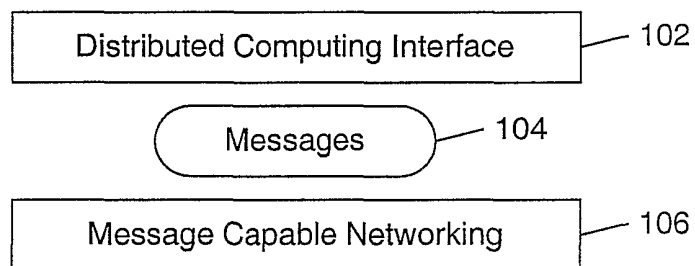 Distributed Computing Interface 102
Messages 104
Message Capable Networking 106